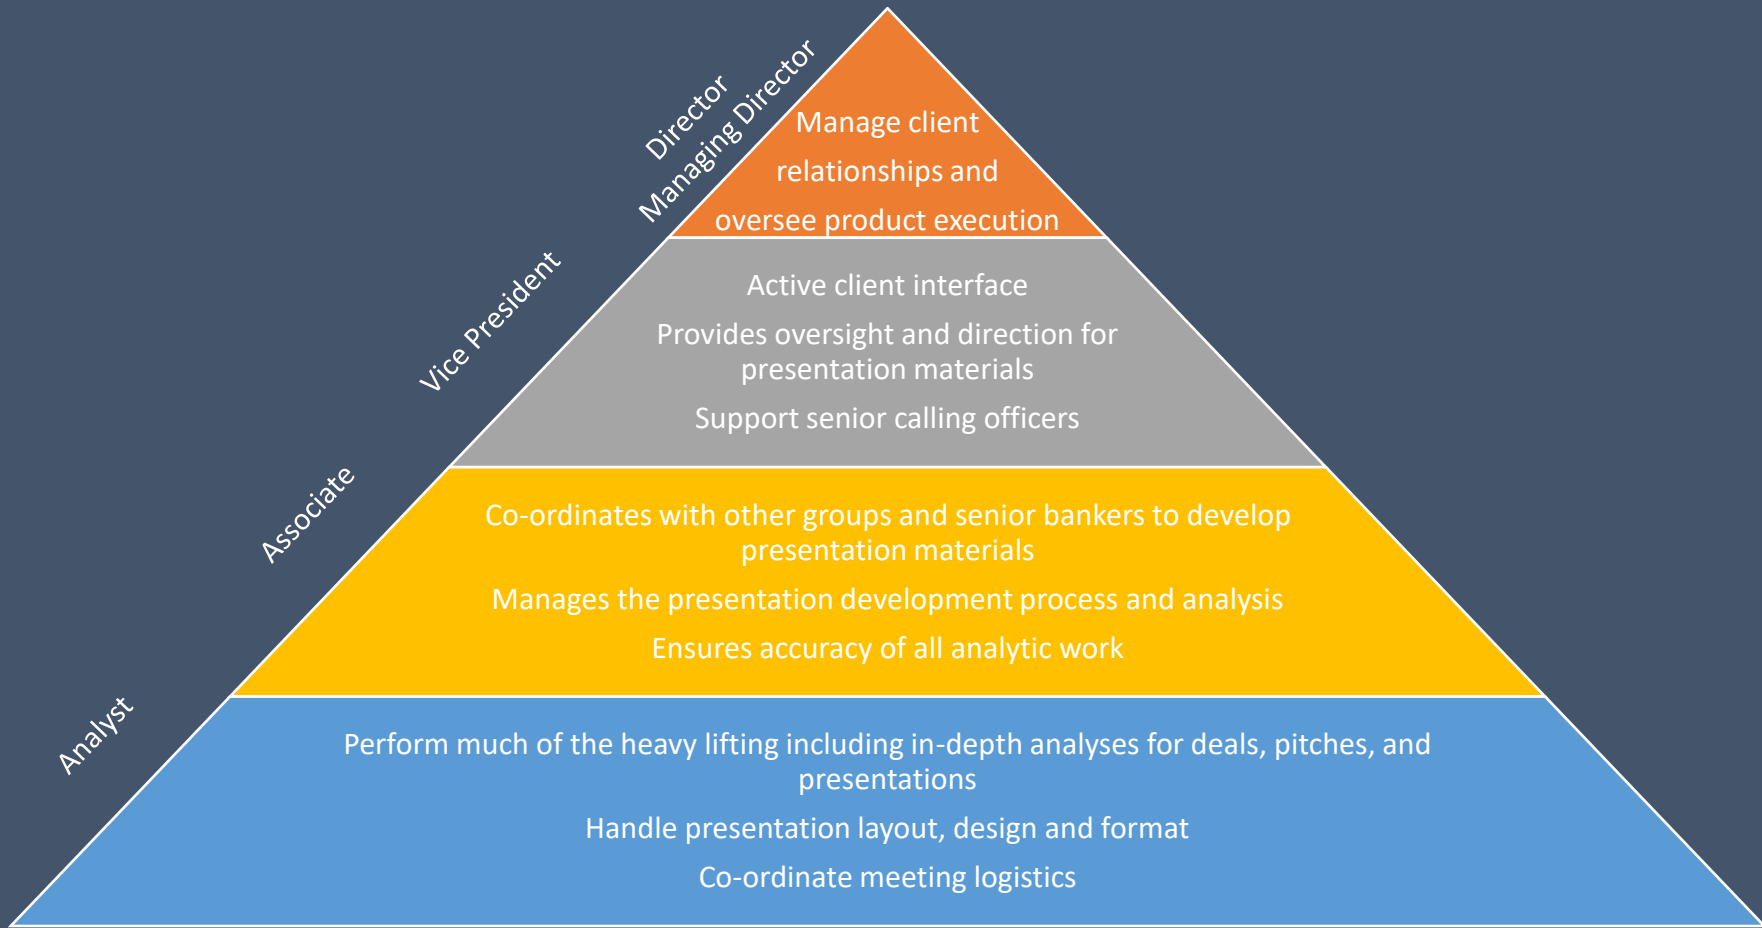 Director
Managing Director
Manage client
relationships and
oversee product execution
Vice President
Active client interface
Provides oversight and direction for
presentation materials
Support senior calling officers
Associate
Co-ordinates with other groups and senior bankers to develop
presentation materials
Manages the presentation development process and analysis
Ensures accuracy of all analytic work
Analyst
Perform much of the heavy lifting including in-depth analyses for deals, pitches, and
presentations
Handle presentation layout, design and format
Co-ordinate meeting logistics